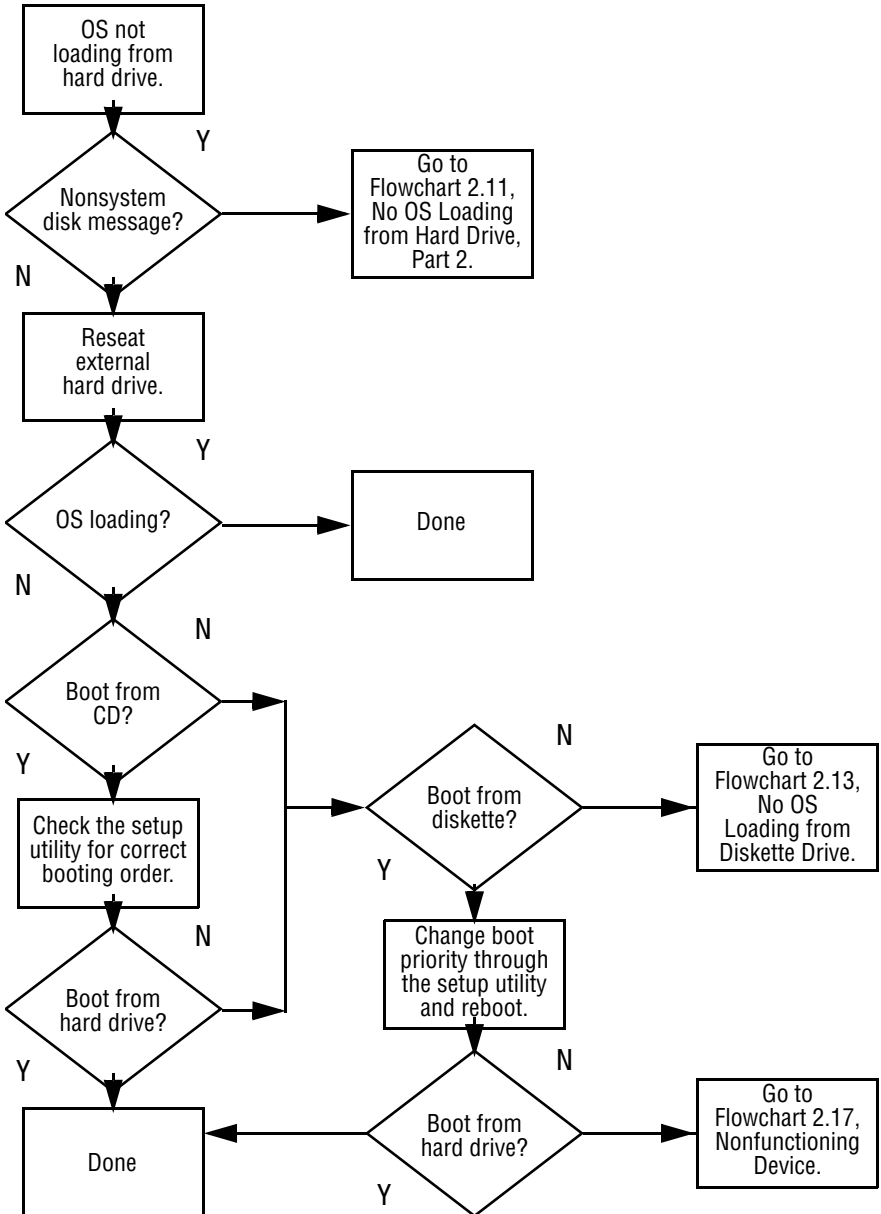 OS not
loading from
hard drive.
Y
Nonsystem
disk message?
Go to
Flowchart 2.11,
No OS Loading
from Hard Drive,
Part 2.
N
Reseat
external
hard drive.
Y
OS loading?
Done
N
N
Boot from
CD?
Y
Boot from
diskette?
N
Go to
Flowchart 2.13,
No OS
Loading from
Diskette Drive.
Check the setup
utility for correct
booting order.
Y
N
Change boot
priority through
the setup utility
and reboot.
Boot from
hard drive?
Y
N
Boot from
hard drive?
Go to
Flowchart 2.17,
Nonfunctioning
Device.
Done
Y